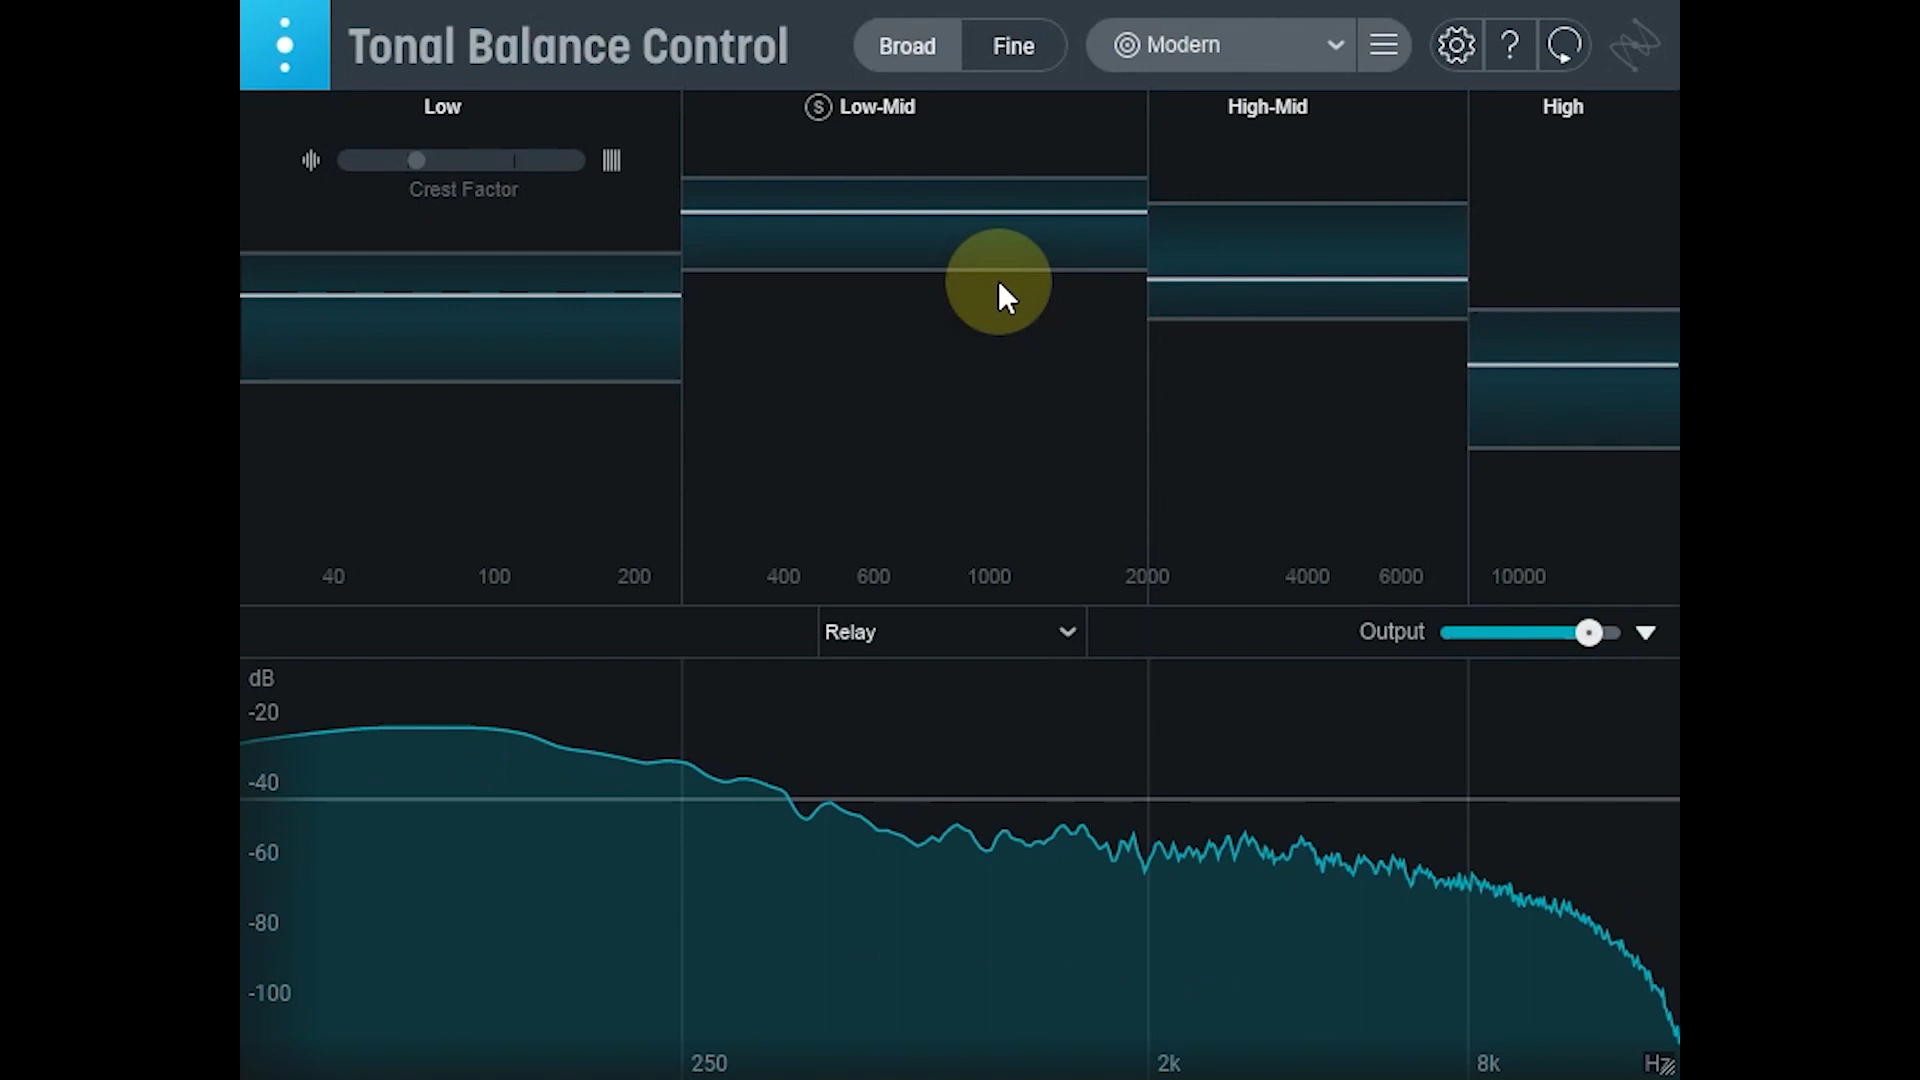 Tonal Balance Control
Broad
Fine
Modern
?
Low
S Low-Mid
High-Mid
High
Crest Factor
40 100 200 400 600 1000 2000 4000 6000 10000
Relay
Output
dB
-20
-40
-60
-80
-100
250 2k 8k Hz